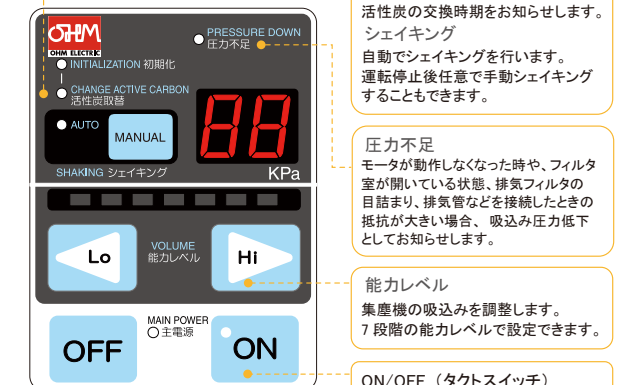 OHM
OHM ELECTRIC
PRESSURE DOWN
圧力不足
INITIALIZATION 初期化
CHANGE ACTIVE CARBON
活性炭取替
AUTO
MANUAL
88
SHAKING シェイキング
KPa
Lo
VOLUME
能力レベル
Hi
MAIN POWER
主電源
OFF
ON
活性炭の交換時期をお知らせします。
シェイキング
自動でシェイキングを行います。
運転停止後任意で手動シェイキング
することもできます。
圧力不足
モータが動作しなくなった時や、フィルタ
室が開いている状態、排気フィルタの
目詰まり、排気管などを接続したときの
抵抗が大きい場合、吸込み圧力低下
としてお知らせします。
能力レベル
集塵機の吸込みを調整します。
7 段階の能力レベルで設定できます。
ON/OFF（タクトスイッチ）